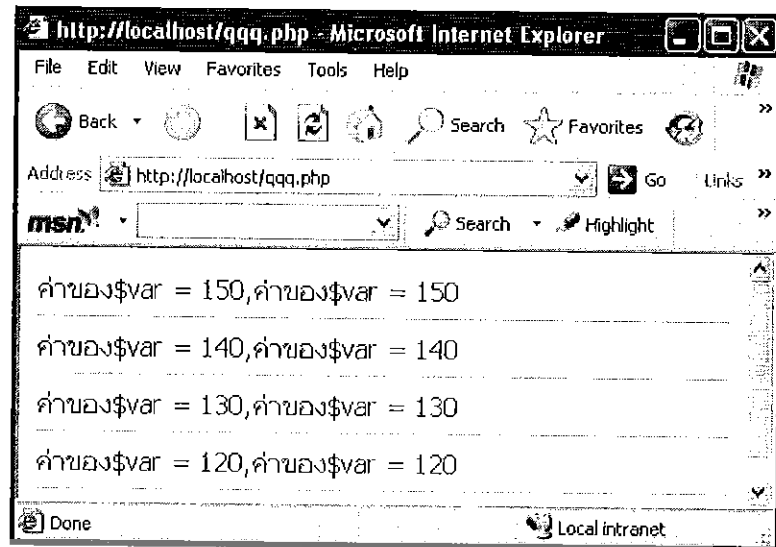 http://localhost/qqq.php - Microsoft Internet Explorer
File Edit View Favorites Tools Help
Back Search Favorites »
Address http://localhost/qqq.php Go Links »
msn Search Highlight »
ค่าของ$var = 150,ค่าของ$var = 150
ค่าของ$var = 140,ค่าของ$var = 140
ค่าของ$var = 130,ค่าของ$var = 130
ค่าของ$var = 120,ค่าของ$var = 120
Done Local intranet